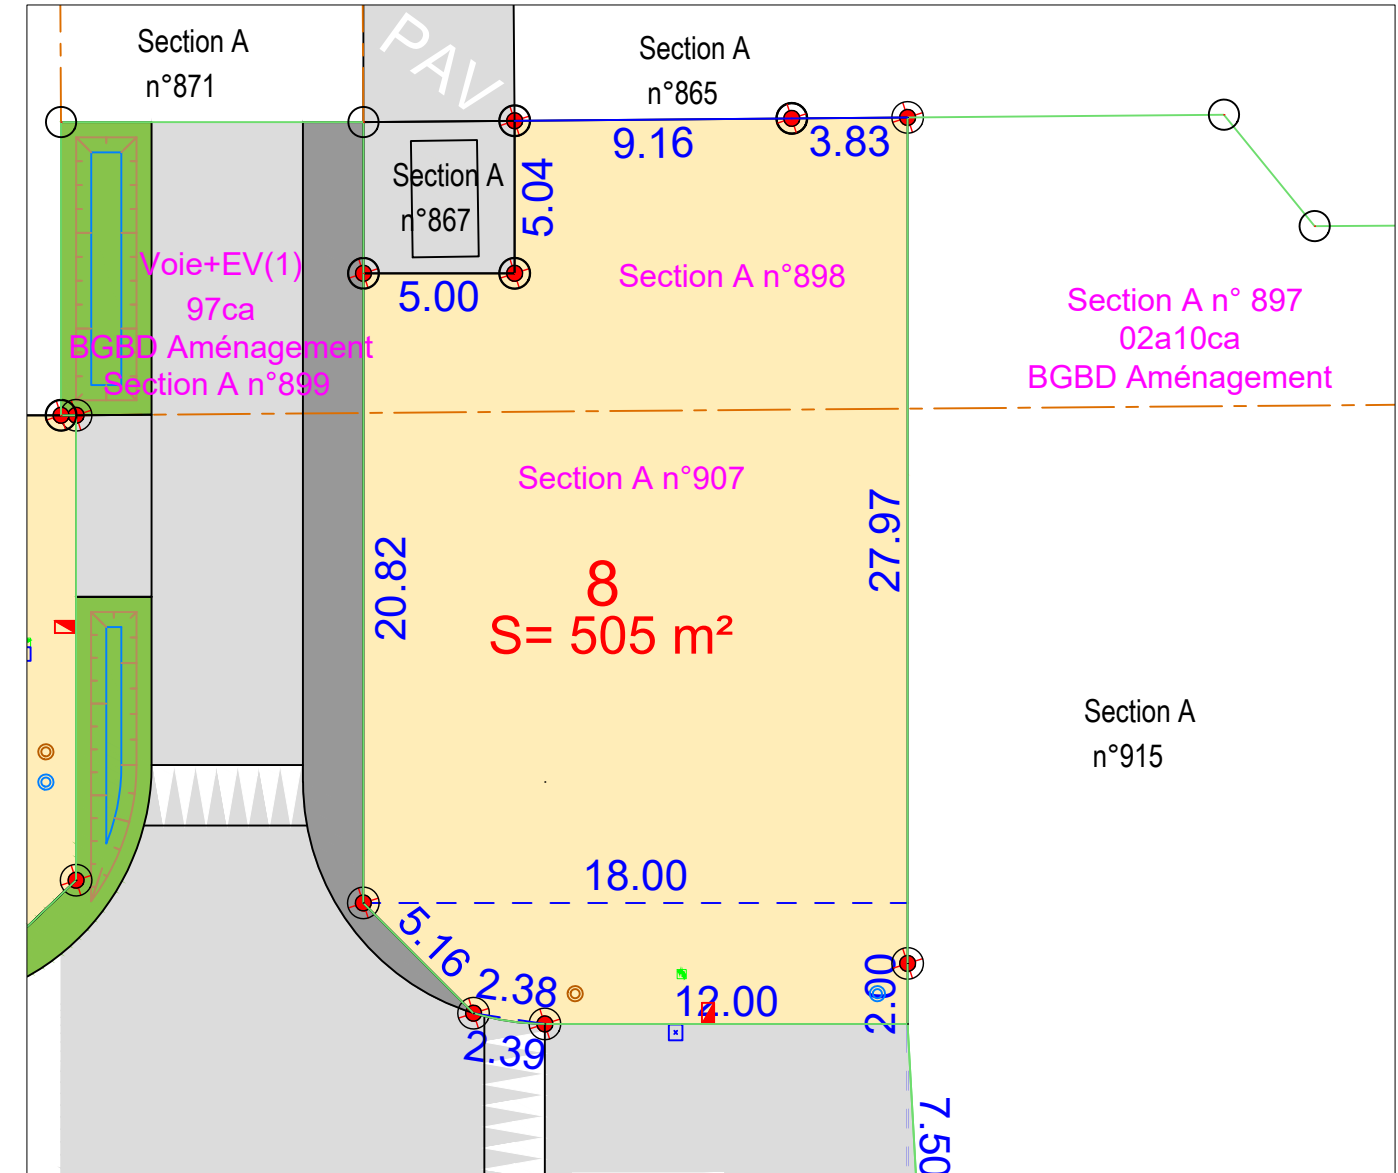 Section A
n°871
PAV
Section A
n°865
9.16
3.83
Section A
n°867
5.04
5.00
Voie+EV(1)
97ca
BGBD Aménagement
Section A n°899
Section A n°898
Section A n° 897
02a10ca
BGBD Aménagement
Section A n°907
20.82
27.97
8
S= 505 m²
Section A
n°915
18.00
5.16
2.38
2.39
12.00
2.00
7.50